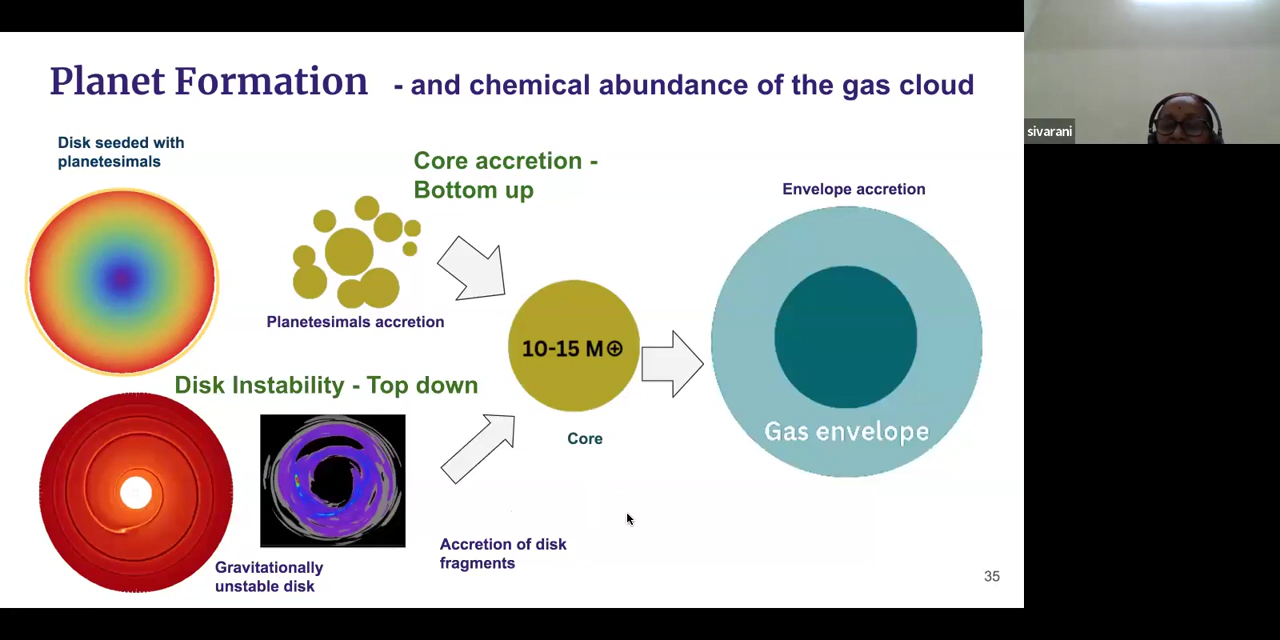 Planet Formation - and chemical abundance of the gas cloud
sivarani
Disk seeded with
planetesimals
Core accretion -
Bottom up
Envelope accretion
Planetesimals accretion
10-15 M⊕
Disk Instability - Top down
Gas envelope
Core
Accretion of disk
fragments
Gravitationally
unstable disk
35